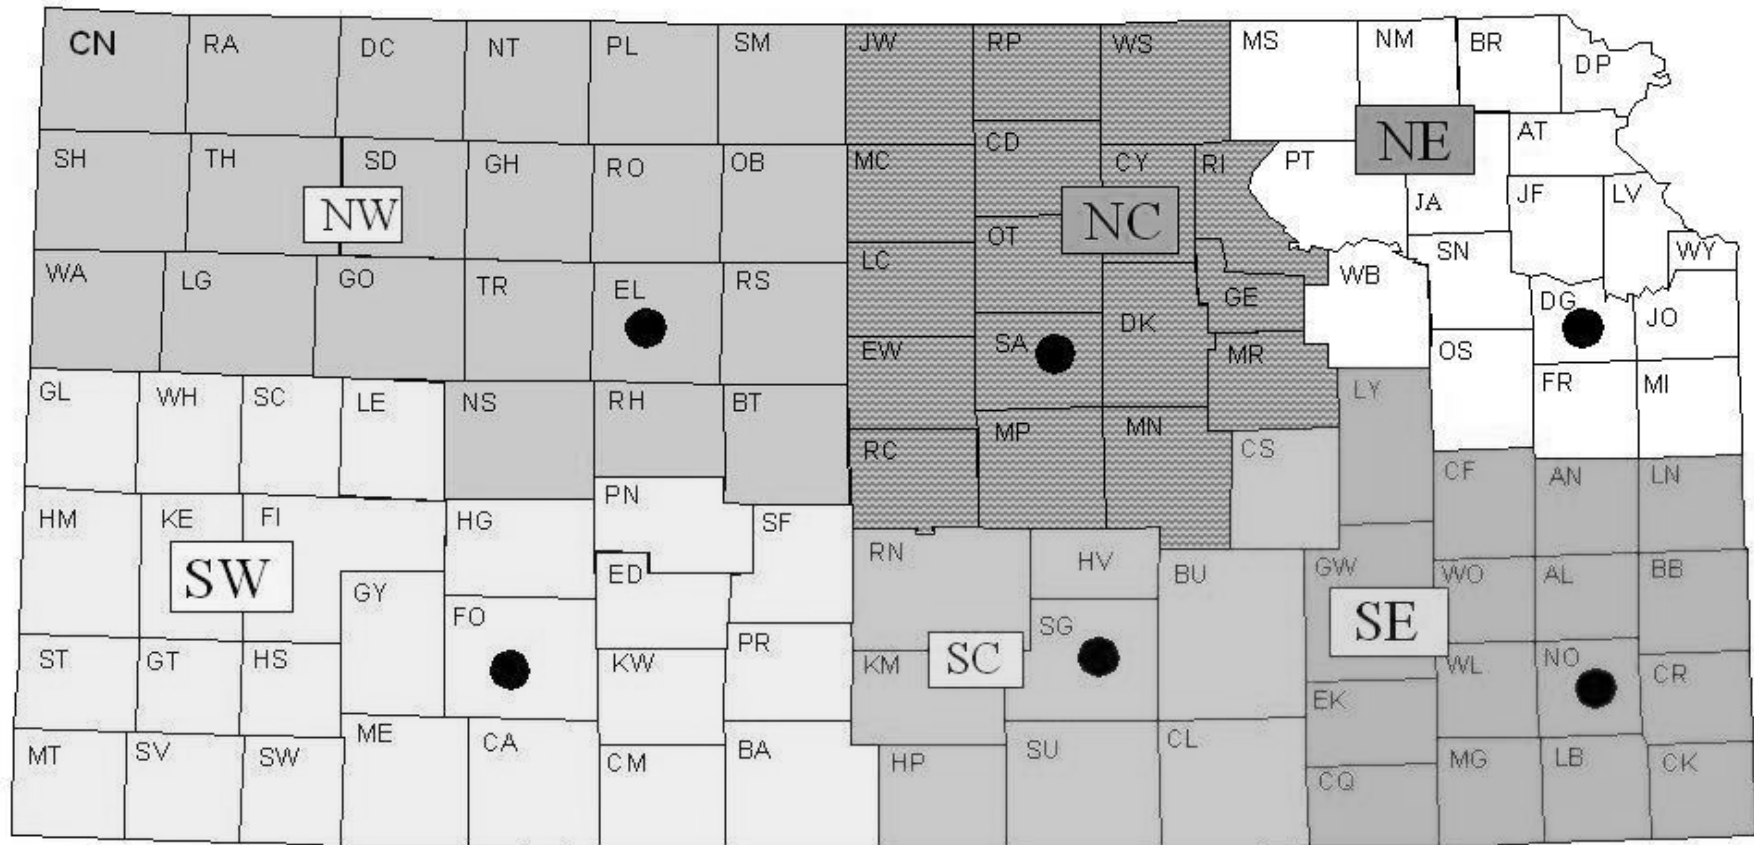 CN RA DC NT PL SM JW RP WS MS NM BR DP
SH TH SD GH RO OB MC CD CY RI PT NE AT
NW NC JA JF LV
WA LG GO TR EL RS LC OT GE WB SN WY
DG JO
EW SA DK MR OS
GL WH SC LE NS RH BT RC MP MN CS LY FR MI
HM KE FI HG PN SF RN HV BU CF AN LN
SW GY ED GW WO AL BB
FO SG SE
ST GT HS KW PR KM SC EK WL NO CR
MT SV SW ME CA CM BA HP SU CL CQ MG LB CK